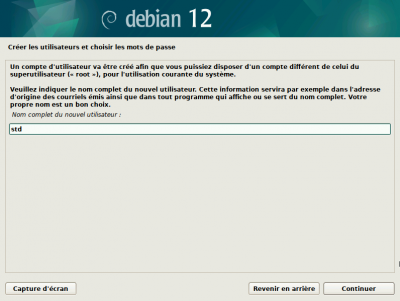 debian 12
Créer les utilisateurs et choisir les mots de passe
Un compte d'utilisateur va être créé afin que vous puissiez disposer d'un compte différent de celui du
superutilisateur (« root »), pour l'utilisation courante du système.
Veuillez indiquer le nom complet du nouvel utilisateur. Cette information servira par exemple dans l'adresse
d'origine des courriels émis ainsi que dans tout programme qui affiche ou se sert du nom complet. Votre
propre nom est un bon choix.
Nom complet du nouvel utilisateur :
std
Capture d'écran
Revenir en arrière
Continuer